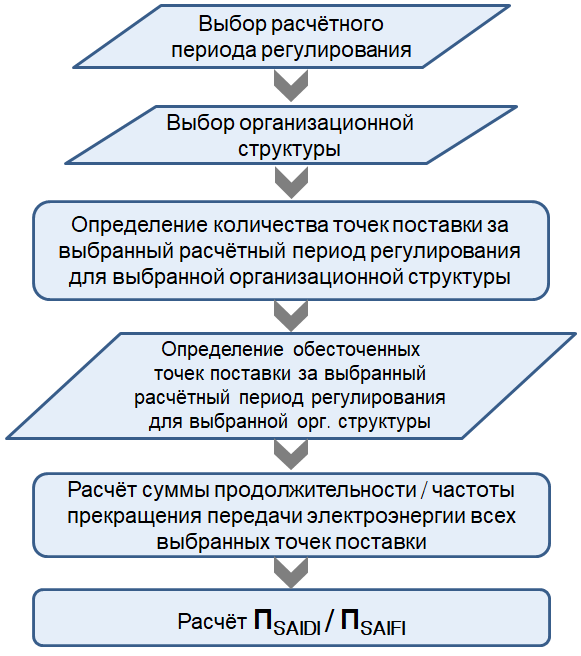 Выбор расчётного
периода регулирования
Выбор организационной
структуры
Определение количества точек поставки за
выбранный расчётный период регулирования
для выбранной организационной структуры
Определение обесточенных
точек поставки за выбранный
расчётный период регулирования
для выбранной орг. структуры
Расчёт суммы продолжительности / частоты
прекращения передачи электроэнергии всех
выбранных точек поставки
Расчёт ПSAIDI / ПSAIFI